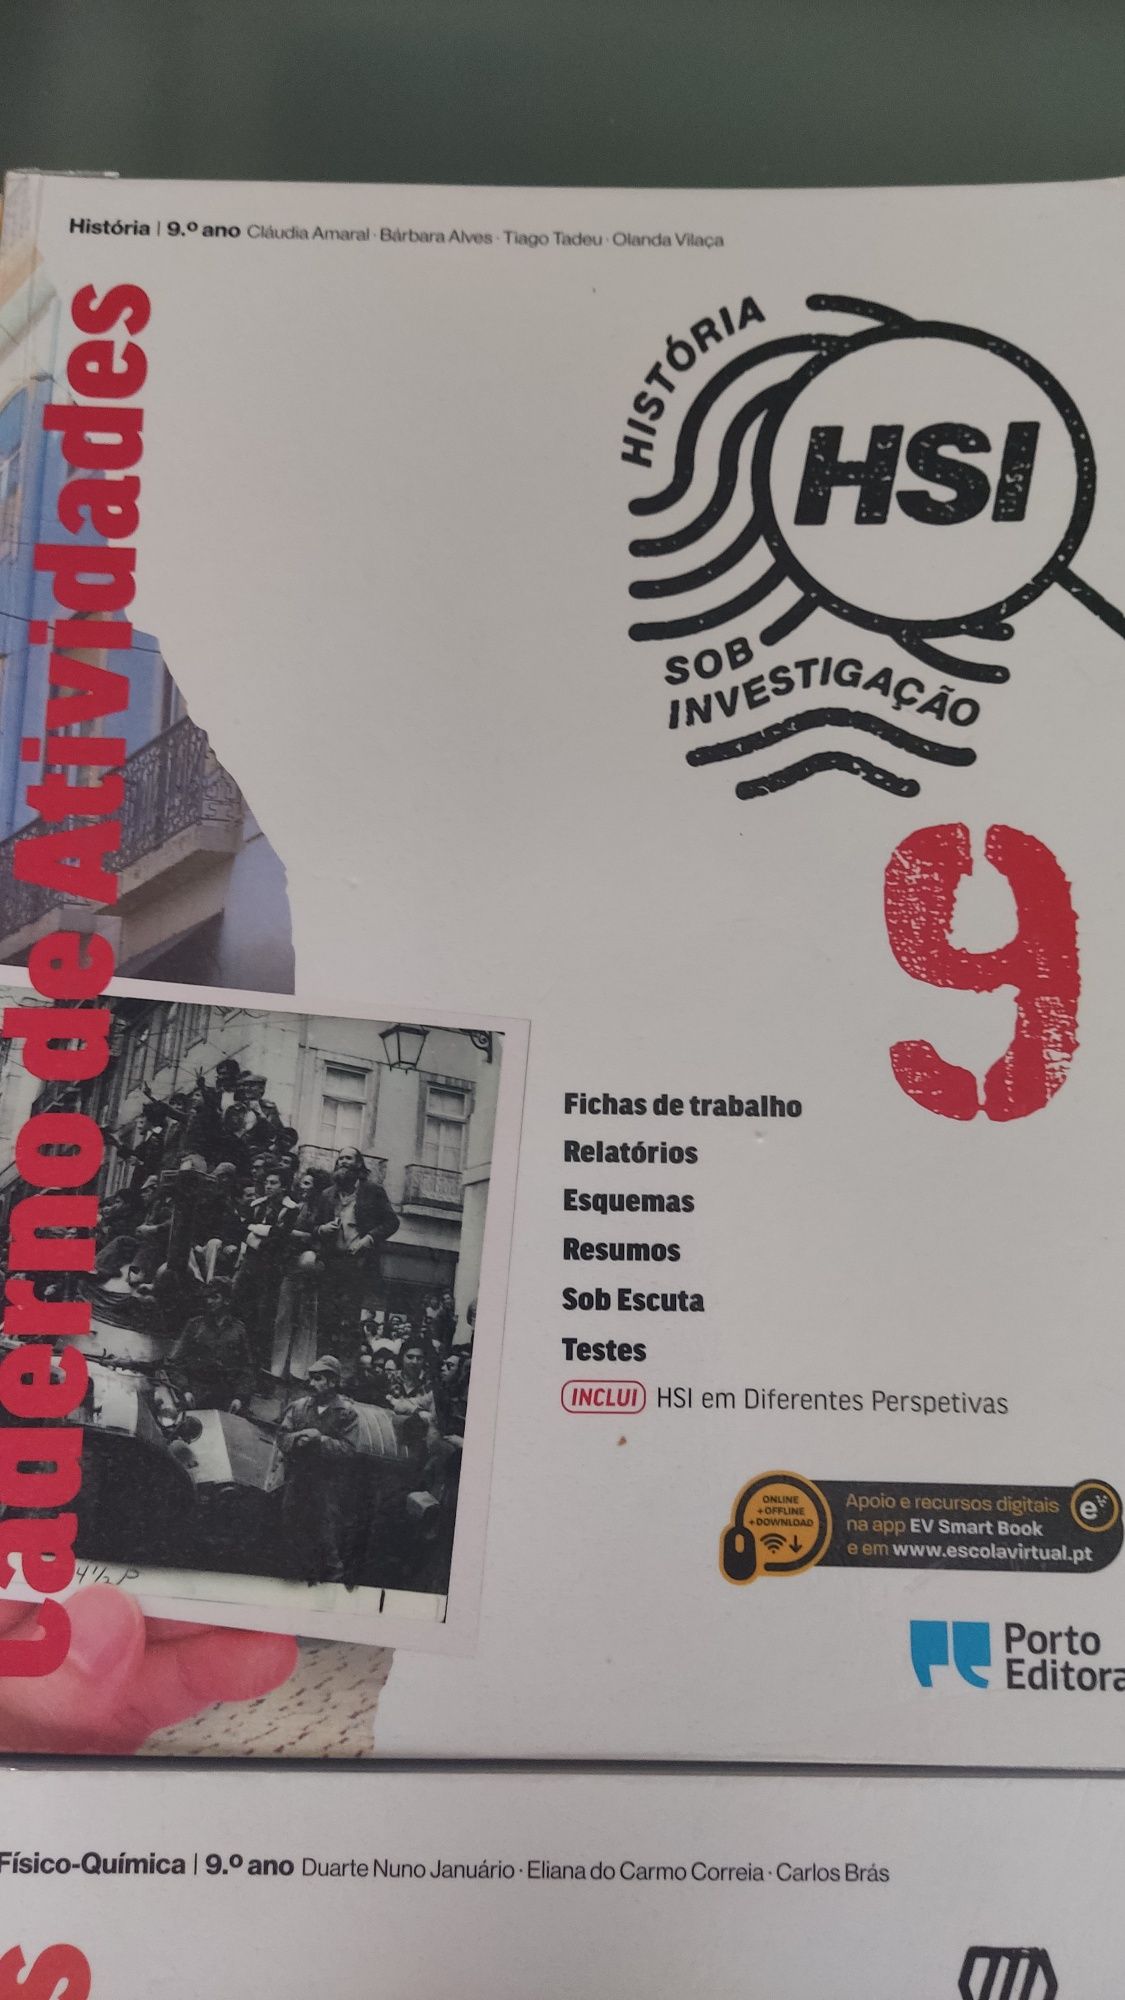 História | 9.º ano Cláudia Amaral · Bárbara Alves · Tiago Tadeu · Olanda Vilaça
Caderno de Atividades
HISTÓRIA
HSI
SOB
INVESTIGAÇÃO
9
Fichas de trabalho
Relatórios
Esquemas
Resumos
Sob Escuta
Testes
INCLUI HSI em Diferentes Perspetivas
ONLINE
+OFFLINE
+DOWNLOAD
Apoio e recursos digitais
na app EV Smart Book
e em www.escolavirtual.pt
e
Porto
Editora
4 1/2 P
Físico-Química | 9.º ano Duarte Nuno Januário · Eliana do Carmo Correia · Carlos Brás
s